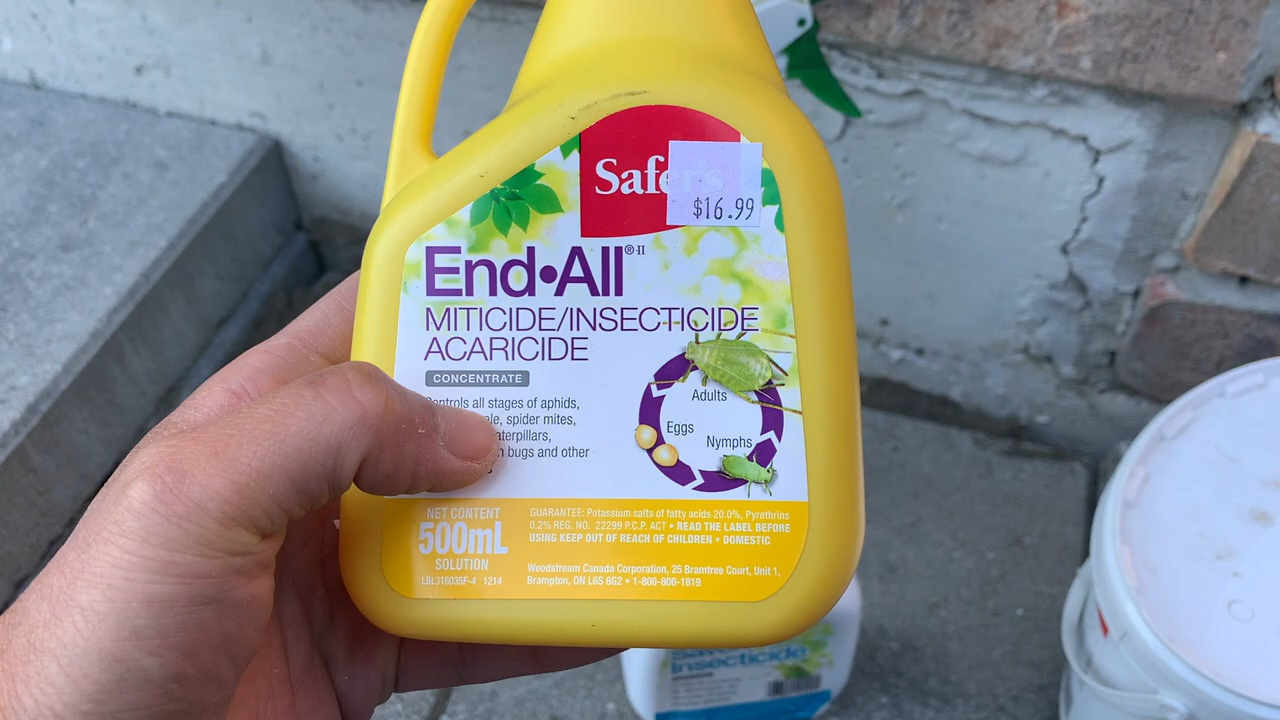 Safer's
$16.99
End•All®II
MITICIDE/INSECTICIDE
ACARICIDE
CONCENTRATE
ontrols all stages of aphids,
spider mites,
aterpillars,
bugs and other
Adults
Eggs
Nymphs
NET CONTENT
500mL
SOLUTION
LBL316035F-4 1214
GUARANTEE: Potassium salts of fatty acids 20.0%, Pyrethrins
0.2% REG. NO. 22299 P.C.P. ACT • READ THE LABEL BEFORE
USING KEEP OUT OF REACH OF CHILDREN • DOMESTIC
Woodstream Canada Corporation, 25 Bramtree Court, Unit 1,
Brampton, ON L6S 6G2 • 1-800-800-1819
Insecticide